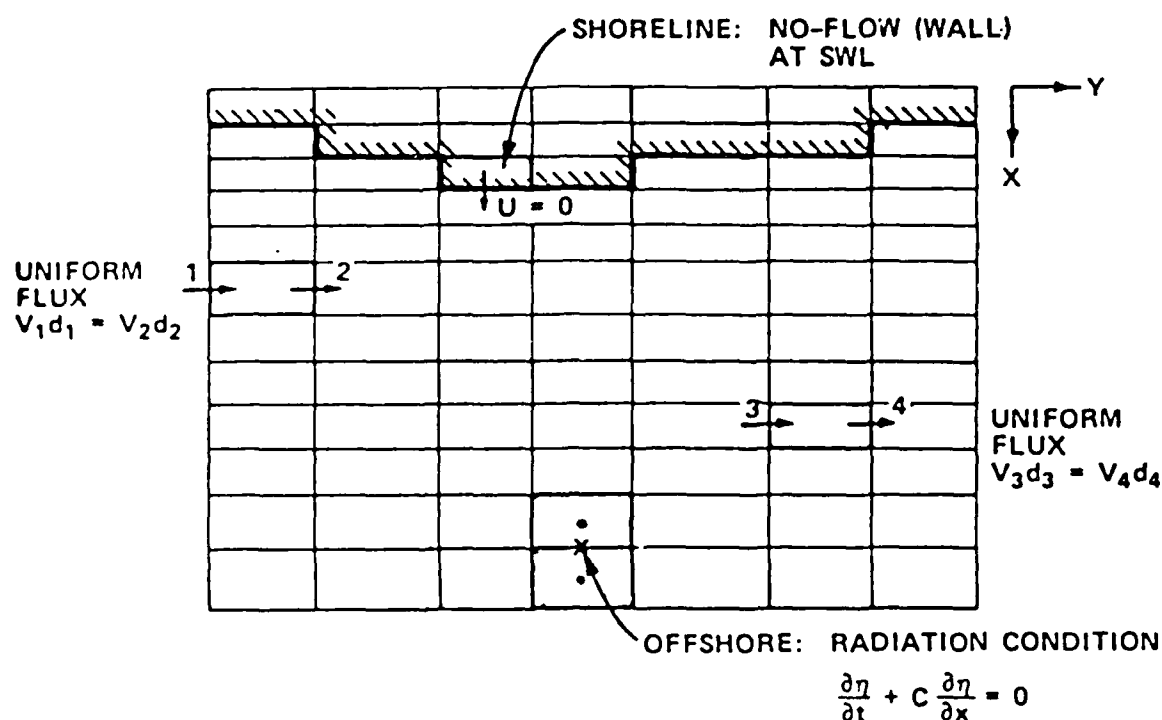 SHORELINE: NO-FLOW (WALL)
AT SWL
Y
X
U = 0
UNIFORM
FLUX
V₁d₁ = V₂d₂
1
2
3
4
UNIFORM
FLUX
V₃d₃ = V₄d₄
OFFSHORE: RADIATION CONDITION
∂η/∂t + C ∂η/∂x = 0